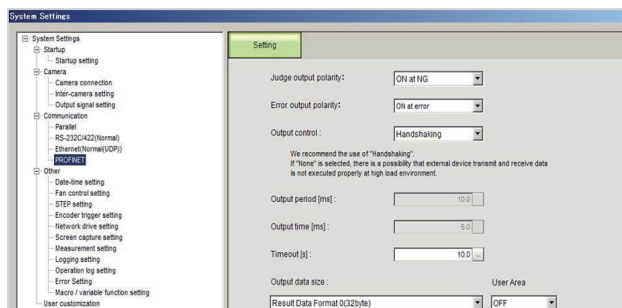 System Settings
System Settings
Startup
Startup setting
Camera
Camera connection
Inter-camera setting
Output signal setting
Communication
Parallel
RS-232C/422(Normal)
Ethernet(Normal(UDP))
PROFINET
Other
Date-time setting
Fan control setting
STEP setting
Encoder trigger setting
Network drive setting
Screen capture setting
Measurement setting
Logging setting
Operation log setting
Error Setting
Macro / variable function setting
User customization
Setting
Judge output polarity: ON at NG
Error output polarity: ON at error
Output control : Handshaking
We recommend the use of "Handshaking".
If "None" is selected, there is a possibility that external device transmit and receive data
is not executed properly at high load environment.
Output period [ms] : 10.0
Output time [ms] : 5.0
Timeout [s] : 10.0 ...
Output data size : User Area
Result Data Format 0(32byte) OFF